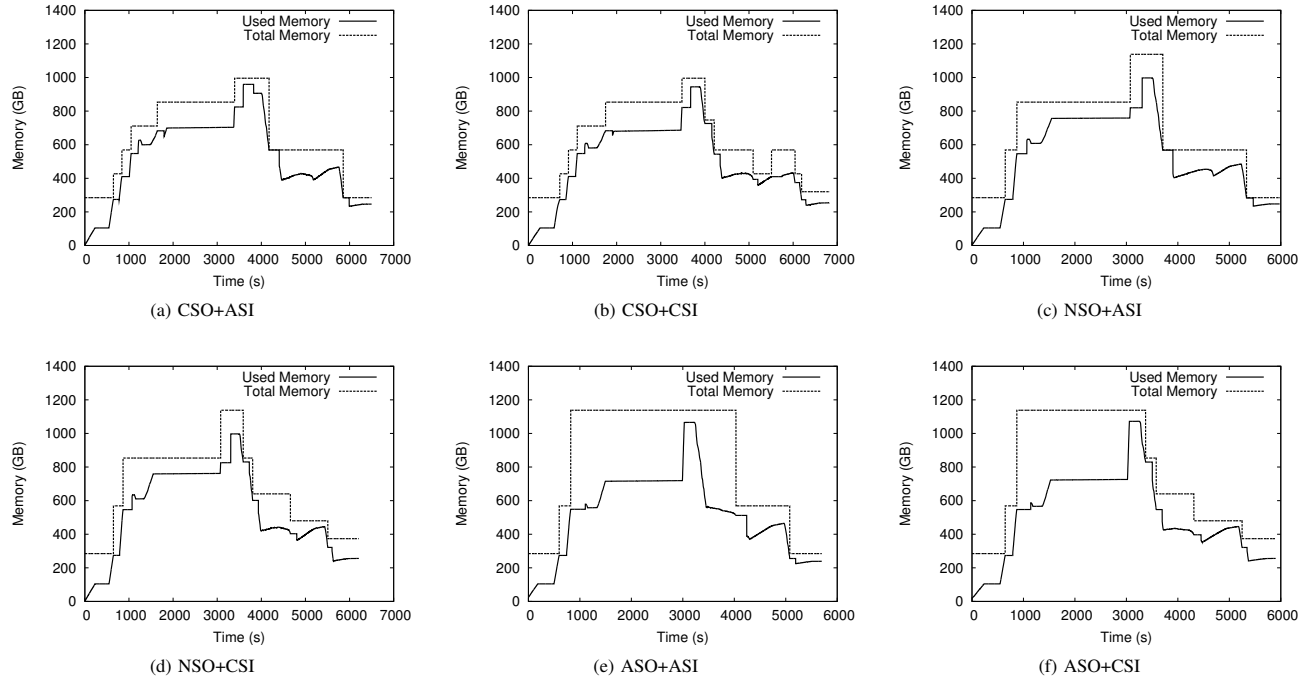 1400
1200
1000
800
600
400
200
0
Memory (GB)
0 1000 2000 3000 4000 5000 6000 7000
Time (s)
Used Memory
Total Memory
(a) CSO+ASI
1400
1200
1000
800
600
400
200
0
Memory (GB)
0 1000 2000 3000 4000 5000 6000 7000
Time (s)
Used Memory
Total Memory
(b) CSO+CSI
1400
1200
1000
800
600
400
200
0
Memory (GB)
0 1000 2000 3000 4000 5000 6000
Time (s)
Used Memory
Total Memory
(c) NSO+ASI
1400
1200
1000
800
600
400
200
0
Memory (GB)
0 1000 2000 3000 4000 5000 6000 7000
Time (s)
Used Memory
Total Memory
(d) NSO+CSI
1400
1200
1000
800
600
400
200
0
Memory (GB)
0 1000 2000 3000 4000 5000 6000
Time (s)
Used Memory
Total Memory
(e) ASO+ASI
1400
1200
1000
800
600
400
200
0
Memory (GB)
0 1000 2000 3000 4000 5000 6000
Time (s)
Used Memory
Total Memory
(f) ASO+CSI